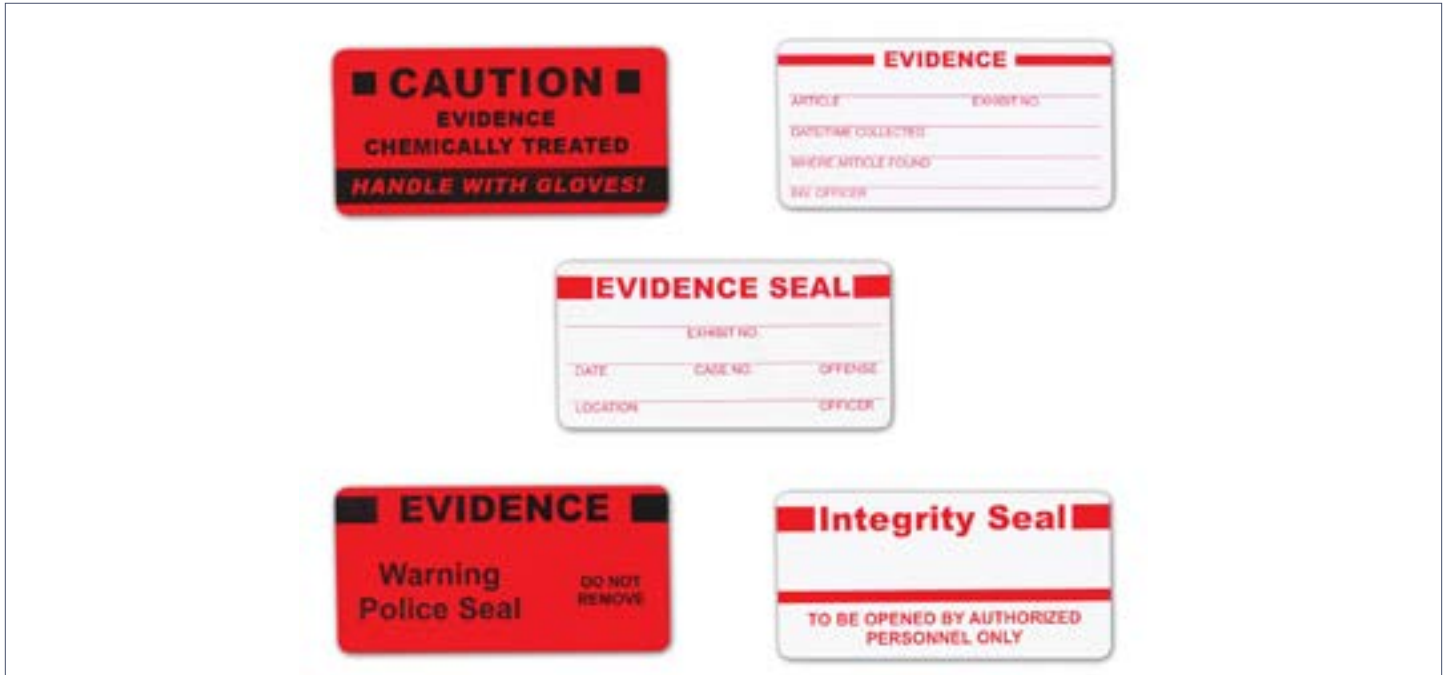 CAUTION
EVIDENCE
CHEMICALLY TREATED
HANDLE WITH GLOVES!
EVIDENCE
ARTICLE EXHIBIT NO.
DATE/TIME COLLECTED
WHERE ARTICLE FOUND
INV. OFFICER
EVIDENCE SEAL
EXHIBIT NO.
DATE CASE NO. OFFENSE
LOCATION OFFICER
EVIDENCE
Warning
Police Seal
DO NOT
REMOVE
Integrity Seal
TO BE OPENED BY AUTHORIZED
PERSONNEL ONLY